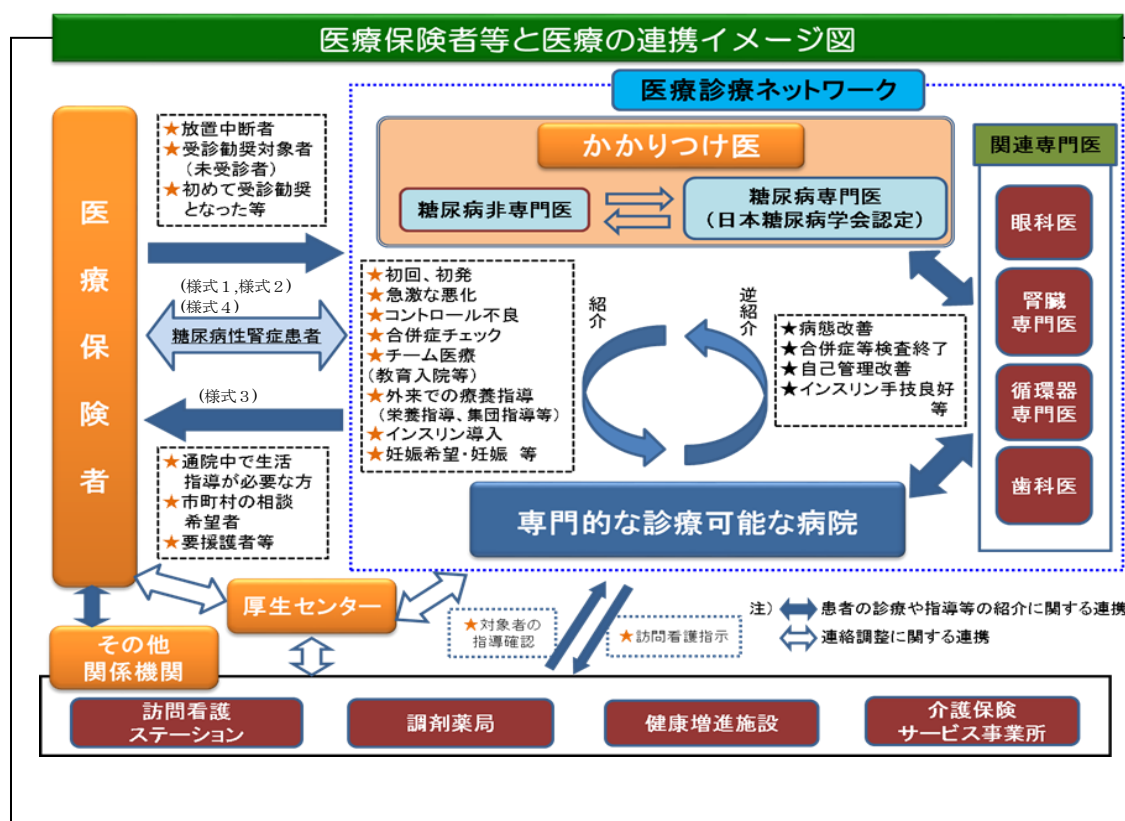 医療保険者等と医療の連携イメージ図
医療診療ネットワーク
医療保険者
★放置中断者
★受診勧奨対象者
（未受診者）
★初めて受診勧奨
となった等
(様式１,様式２)
(様式４)
糖尿病性腎症患者
(様式３)
★通院中で生活
指導が必要な方
★市町村の相談
希望者
★要援護者等
かかりつけ医
糖尿病非専門医
糖尿病専門医
（日本糖尿病学会認定）
★初回、初発
★急激な悪化
★コントロール不良
★合併症チェック
★チーム医療
(教育入院等）
★外来での療養指導
（栄養指導、集団指導等）
★インスリン導入
★妊娠希望・妊娠 等
紹介
逆紹介
★病態改善
★合併症等検査終了
★自己管理改善
★インスリン手技良好
等
専門的な診療可能な病院
関連専門医
眼科医
腎臓
専門医
循環器
専門医
歯科医
厚生センター
★対象者の
指導確認
★訪問看護指示
注）
患者の診療や指導等の紹介に関する連携
連絡調整に関する連携
その他
関係機関
訪問看護
ステーション
調剤薬局
健康増進施設
介護保険
サービス事業所